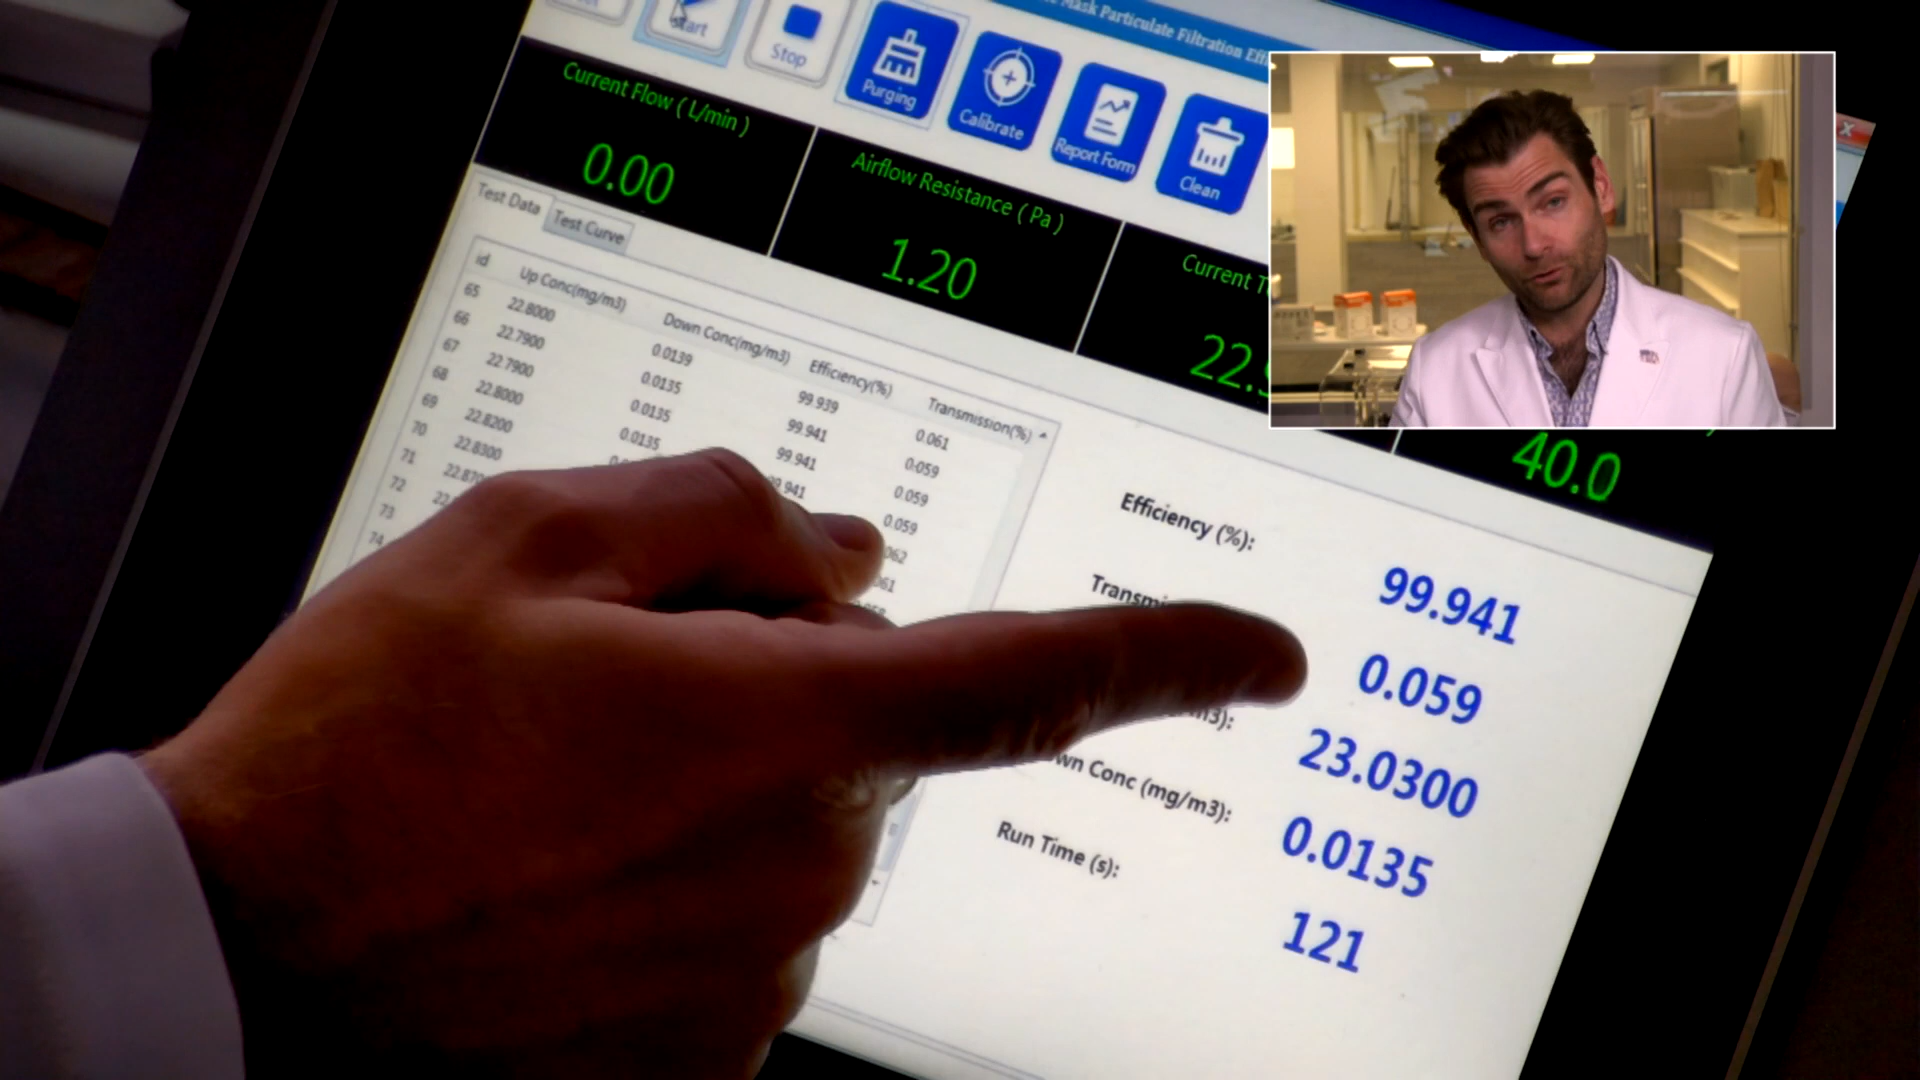 Mask Particulate Filtration
Start
Stop
Purging
Calibrate
Report Form
Clean
Current Flow ( L/min )
0.00
Airflow Resistance ( Pa )
1.20
Current
40.0
Test Data
Test Curve
id Up Conc(mg/m3) Down Conc(mg/m3) Efficiency(%) Transmission(%)
65 22.8000 0.0139 99.939 0.061
66 22.7900 0.0135 99.941 0.059
67 22.7900 0.0135 99.941 0.059
68 22.8000 0.0135 99.941 0.059
69 22.8200
70 22.8300
71
72
73
74
Efficiency (%): 99.941
0.059
23.0300
Conc (mg/m3): 0.0135
Run Time (s): 121